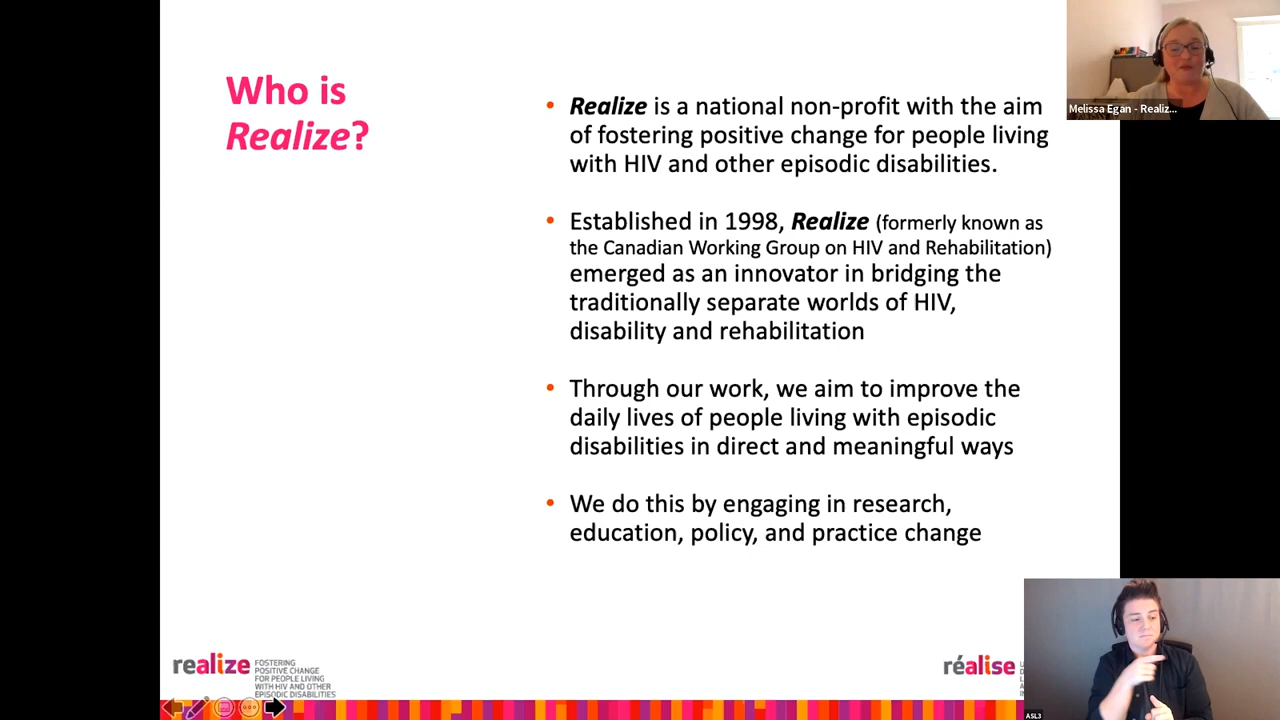 Who is
Realize?
• Realize is a national non-profit with the aim
of fostering positive change for people living
with HIV and other episodic disabilities.
• Established in 1998, Realize (formerly known as
the Canadian Working Group on HIV and Rehabilitation)
emerged as an innovator in bridging the
traditionally separate worlds of HIV,
disability and rehabilitation
• Through our work, we aim to improve the
daily lives of people living with episodic
disabilities in direct and meaningful ways
• We do this by engaging in research,
education, policy, and practice change
Melissa Egan - Realiz...
realize
FOSTERING
POSITIVE CHANGE
FOR PEOPLE LIVING
WITH HIV AND OTHER
EPISODIC DISABILITIES
réalise
ASL3